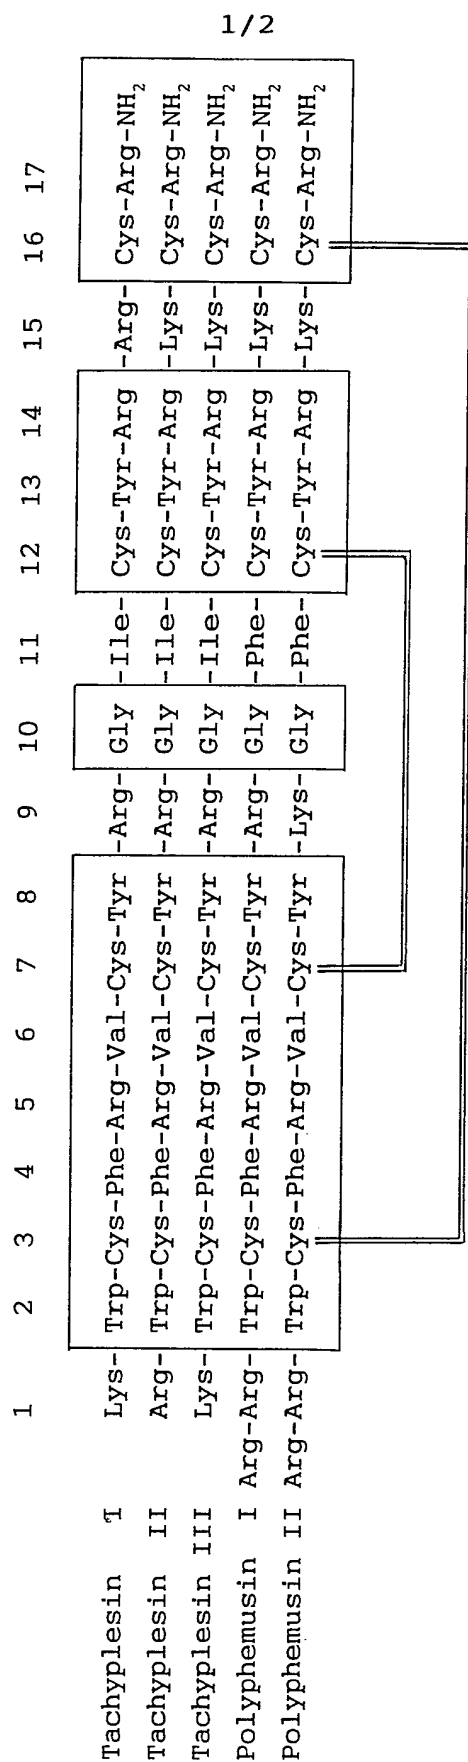 1/2
1 2 3 4 5 6 7 8 9 10 11 12 13 14 15 16 17
Tachyplesin I Lys-Trp-Cys-Phe-Arg-Val-Cys-Tyr-Arg-Gly-Ile-Cys-Tyr-Arg-Arg-Cys-Arg-NH2
Tachyplesin II Arg-Trp-Cys-Phe-Arg-Val-Cys-Tyr-Arg-Gly-Ile-Cys-Tyr-Arg-Lys-Cys-Arg-NH2
Tachyplesin III Lys-Trp-Cys-Phe-Arg-Val-Cys-Tyr-Arg-Gly-Ile-Cys-Tyr-Arg-Lys-Cys-Arg-NH2
Polyphemusin I Arg-Arg-Trp-Cys-Phe-Arg-Val-Cys-Tyr-Arg-Gly-Phe-Cys-Tyr-Arg-Lys-Cys-Arg-NH2
Polyphemusin II Arg-Arg-Trp-Cys-Phe-Arg-Val-Cys-Tyr-Lys-Gly-Phe-Cys-Tyr-Arg-Lys-Cys-Arg-NH2